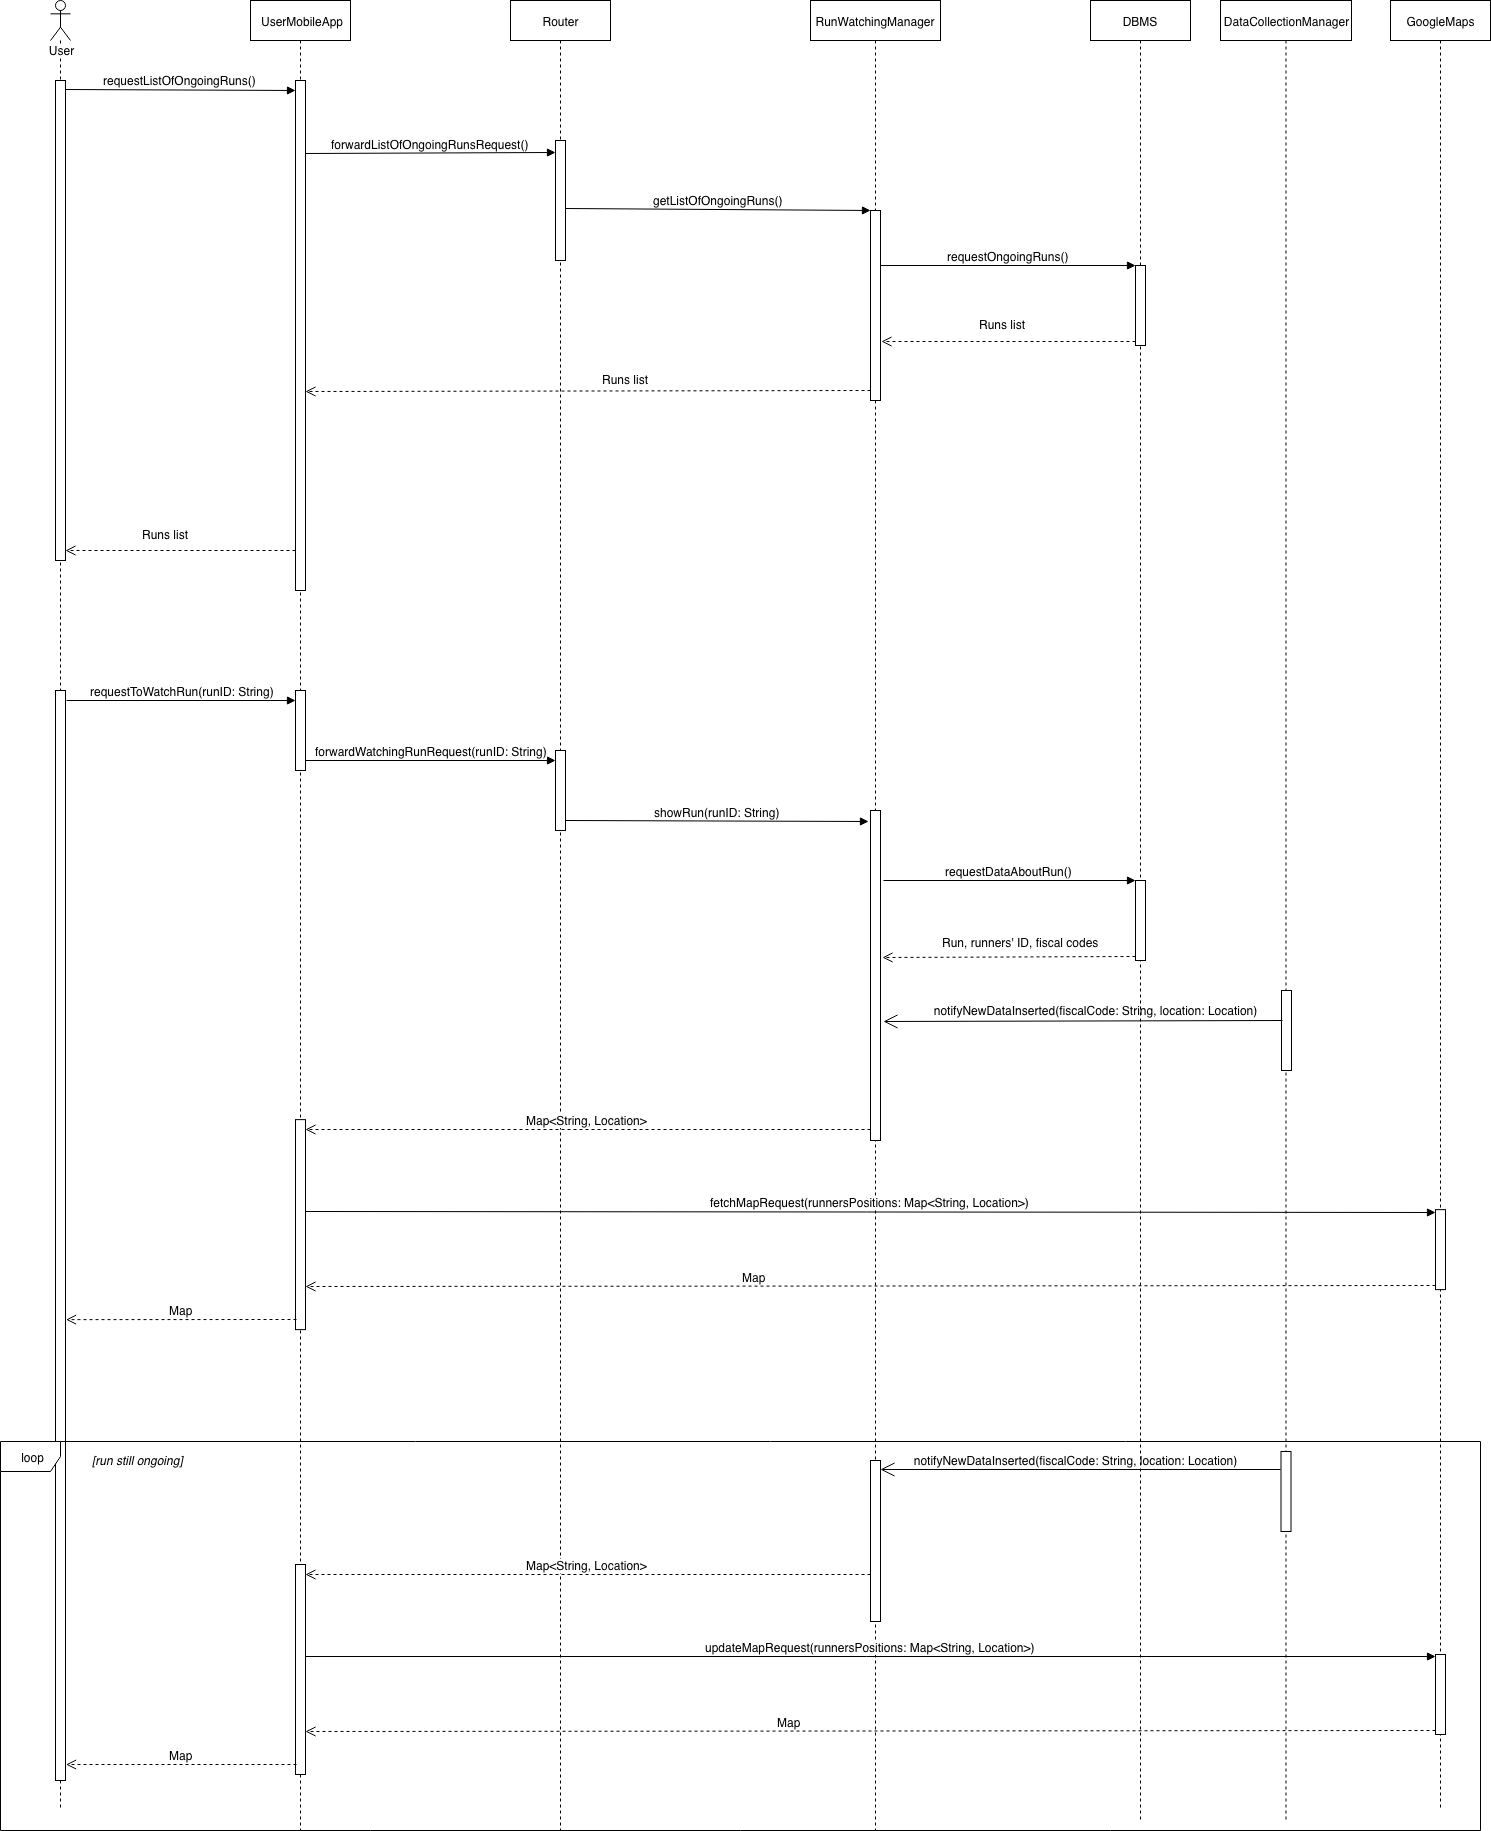 User
UserMobileApp
Router
RunWatchingManager
DBMS
DataCollectionManager
GoogleMaps
requestListOfOngoingRuns()
forwardListOfOngoingRunsRequest()
getListOfOngoingRuns()
requestOngoingRuns()
Runs list
Runs list
Runs list
requestToWatchRun(runID: String)
forwardWatchingRunRequest(runID: String)
showRun(runID: String)
requestDataAboutRun()
Run, runners' ID, fiscal codes
notifyNewDataInserted(fiscalCode: String, location: Location)
Map<String, Location>
fetchMapRequest(runnersPositions: Map<String, Location>)
Map
Map
loop
[run still ongoing]
notifyNewDataInserted(fiscalCode: String, location: Location)
Map<String, Location>
updateMapRequest(runnersPositions: Map<String, Location>)
Map
Map